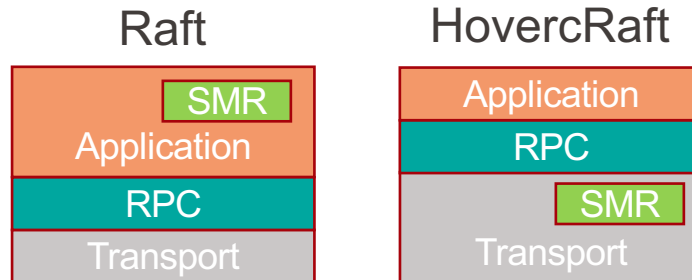 Raft
SMR
Application
RPC
Transport
HovercRaft
Application
RPC
SMR
Transport